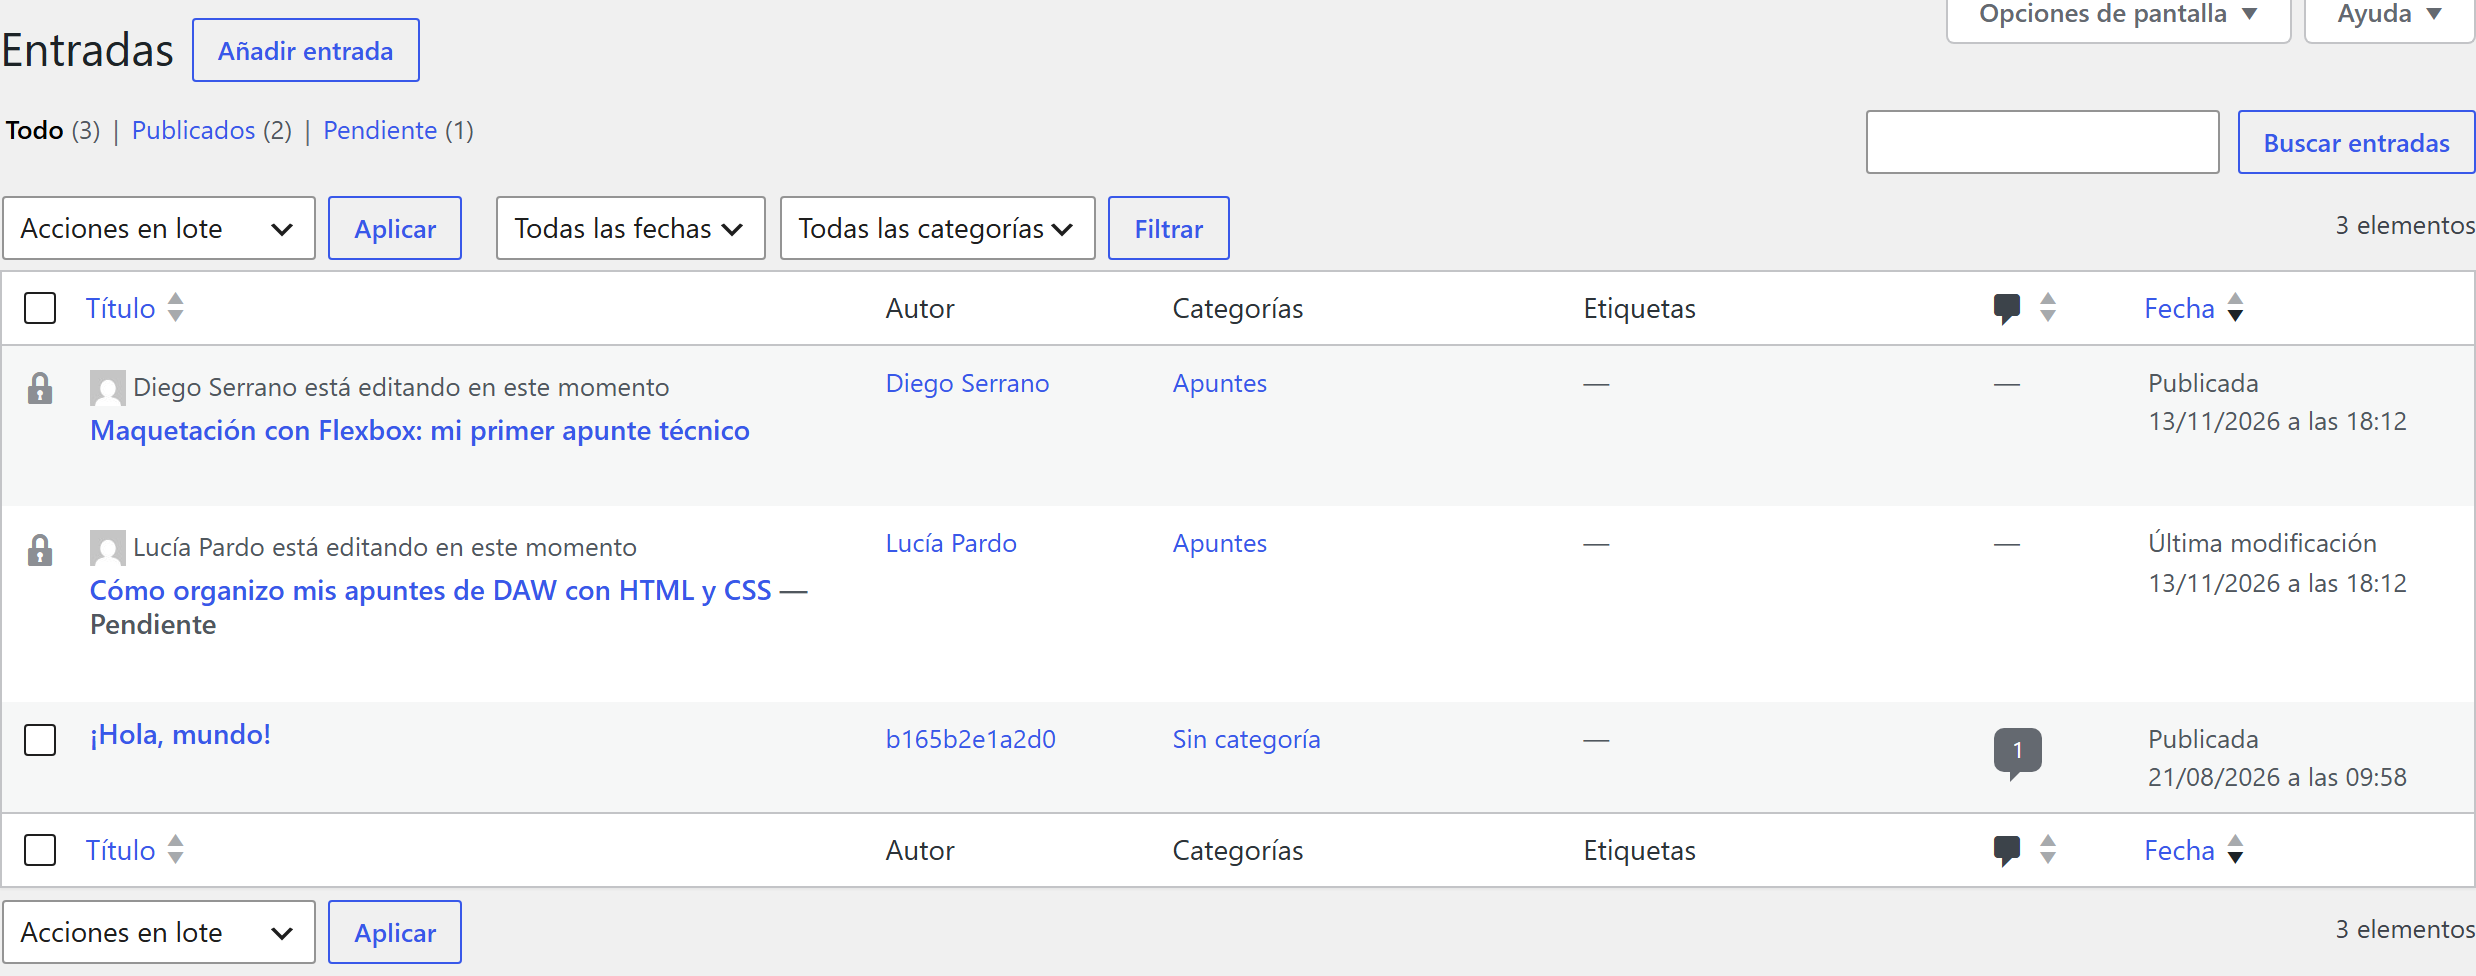 Opciones de pantalla ▼ Ayuda ▼
Entradas Añadir entrada
Todo (3) | Publicados (2) | Pendiente (1)
Buscar entradas
Acciones en lote Aplicar Todas las fechas Todas las categorías Filtrar 3 elementos
Título Autor Categorías Etiquetas Fecha
Diego Serrano está editando en este momento Diego Serrano Apuntes — — Publicada
Maquetación con Flexbox: mi primer apunte técnico 13/11/2026 a las 18:12
Lucía Pardo está editando en este momento Lucía Pardo Apuntes — — Última modificación
Cómo organizo mis apuntes de DAW con HTML y CSS — 13/11/2026 a las 18:12
Pendiente
¡Hola, mundo! b165b2e1a2d0 Sin categoría — 1 Publicada
21/08/2026 a las 09:58
Título Autor Categorías Etiquetas Fecha
Acciones en lote Aplicar 3 elementos